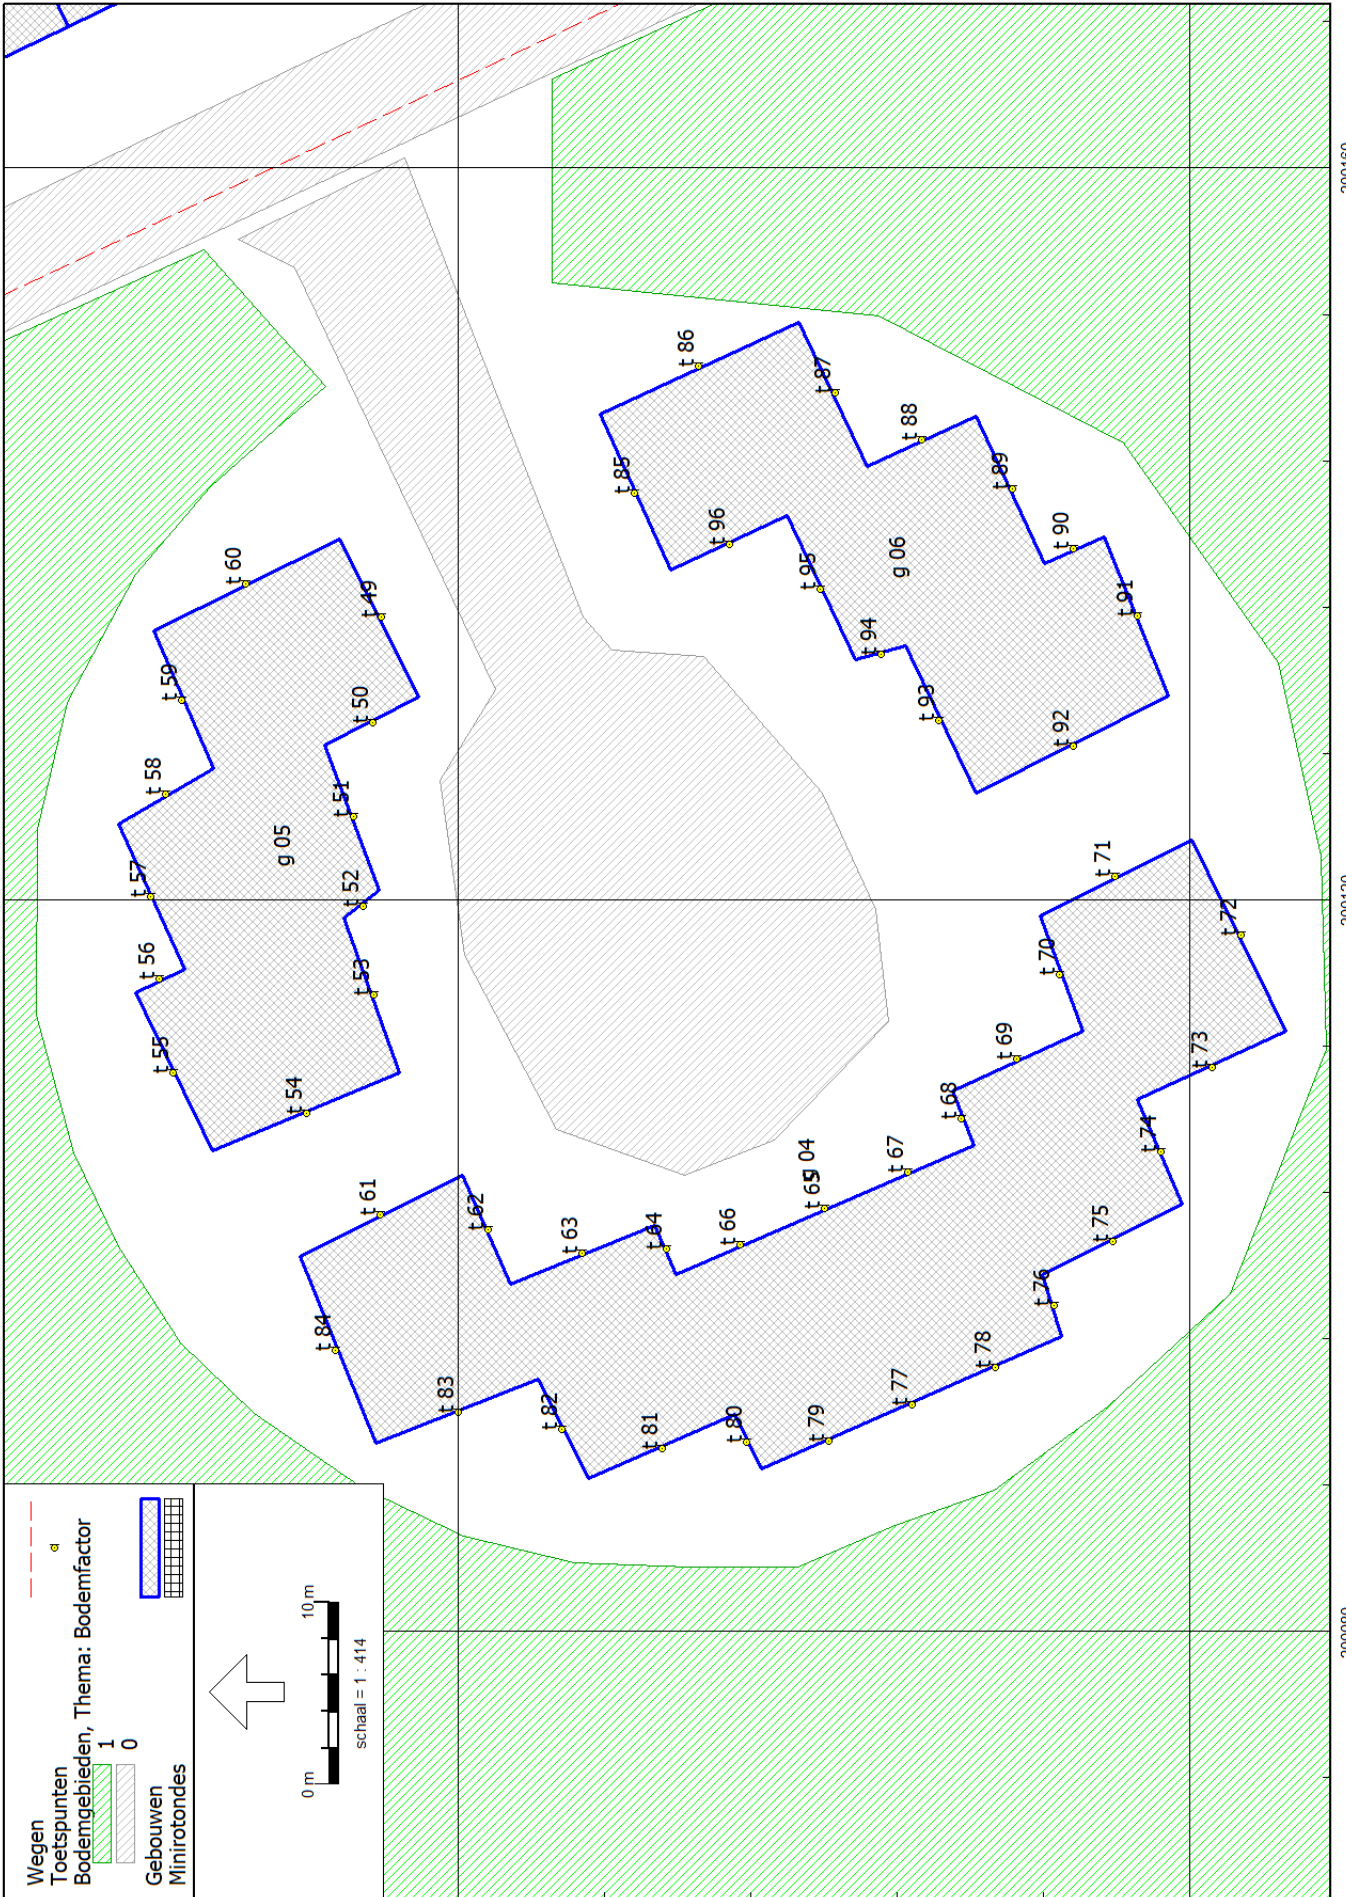 Wegen
Toetspunten
Bodemgebieden, Thema: Bodemfactor
1
0
Gebouwen
Minirotondes
0 m
10 m
schaal = 1 : 414
t 60
t 59
t 58
t 57
t 56
t 55
t 54
t 53
t 52
t 51
t 50
t 49
g 05
t 61
t 62
t 63
t 64
t 66
t 65
g 04
t 67
t 68
t 69
t 70
t 71
t 72
t 73
t 74
t 75
t 76
t 78
t 77
t 79
t 80
t 81
t 82
t 83
t 84
t 85
t 86
t 87
t 88
t 89
t 90
t 91
t 92
t 93
t 94
t 95
t 96
g 06